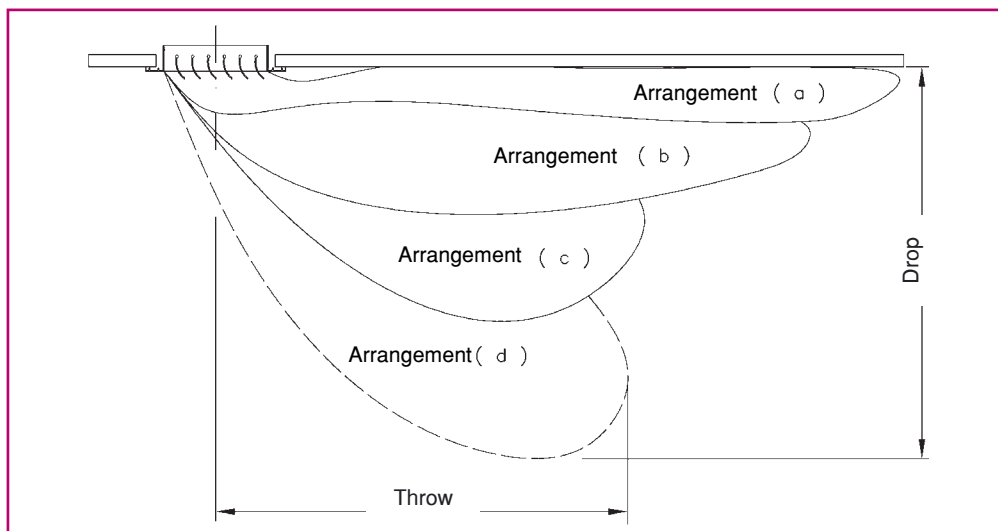 Arrangement ( a )
Arrangement ( b )
Arrangement ( c )
Arrangement ( d )
Drop
Throw